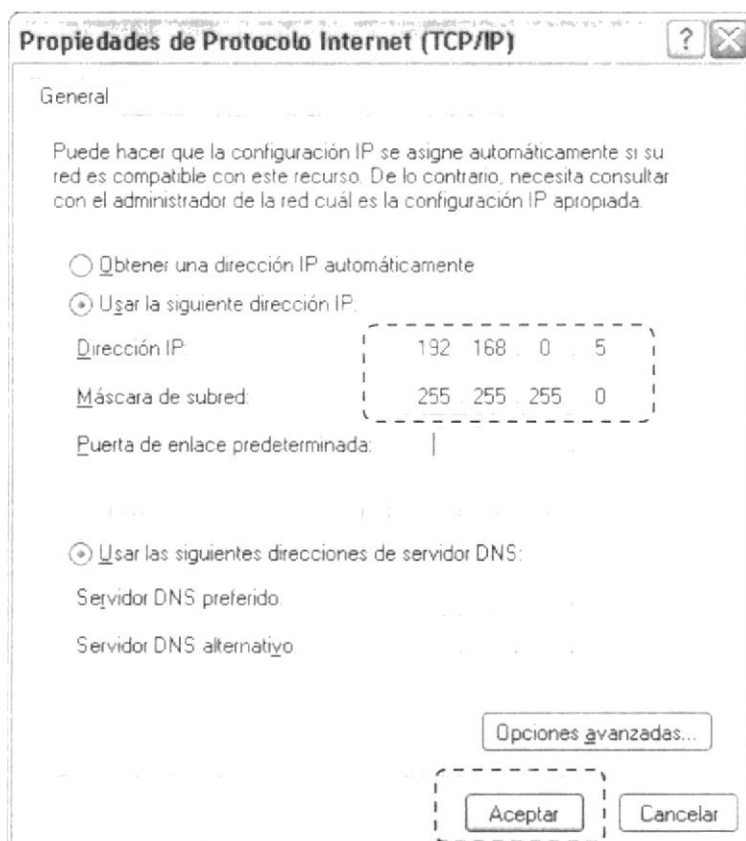 Propiedades de Protocolo Internet (TCP/IP)
General
Puede hacer que la configuración IP se asigne automáticamente si su
red es compatible con este recurso. De lo contrario, necesita consultar
con el administrador de la red cuál es la configuración IP apropiada.
Obtener una dirección IP automáticamente
Usar la siguiente dirección IP:
Dirección IP: 192 . 168 . 0 . 5
Máscara de subred: 255 . 255 . 255 . 0
Puerta de enlace predeterminada:
Usar las siguientes direcciones de servidor DNS:
Servidor DNS preferido
Servidor DNS alternativo
Opciones avanzadas...
Aceptar Cancelar